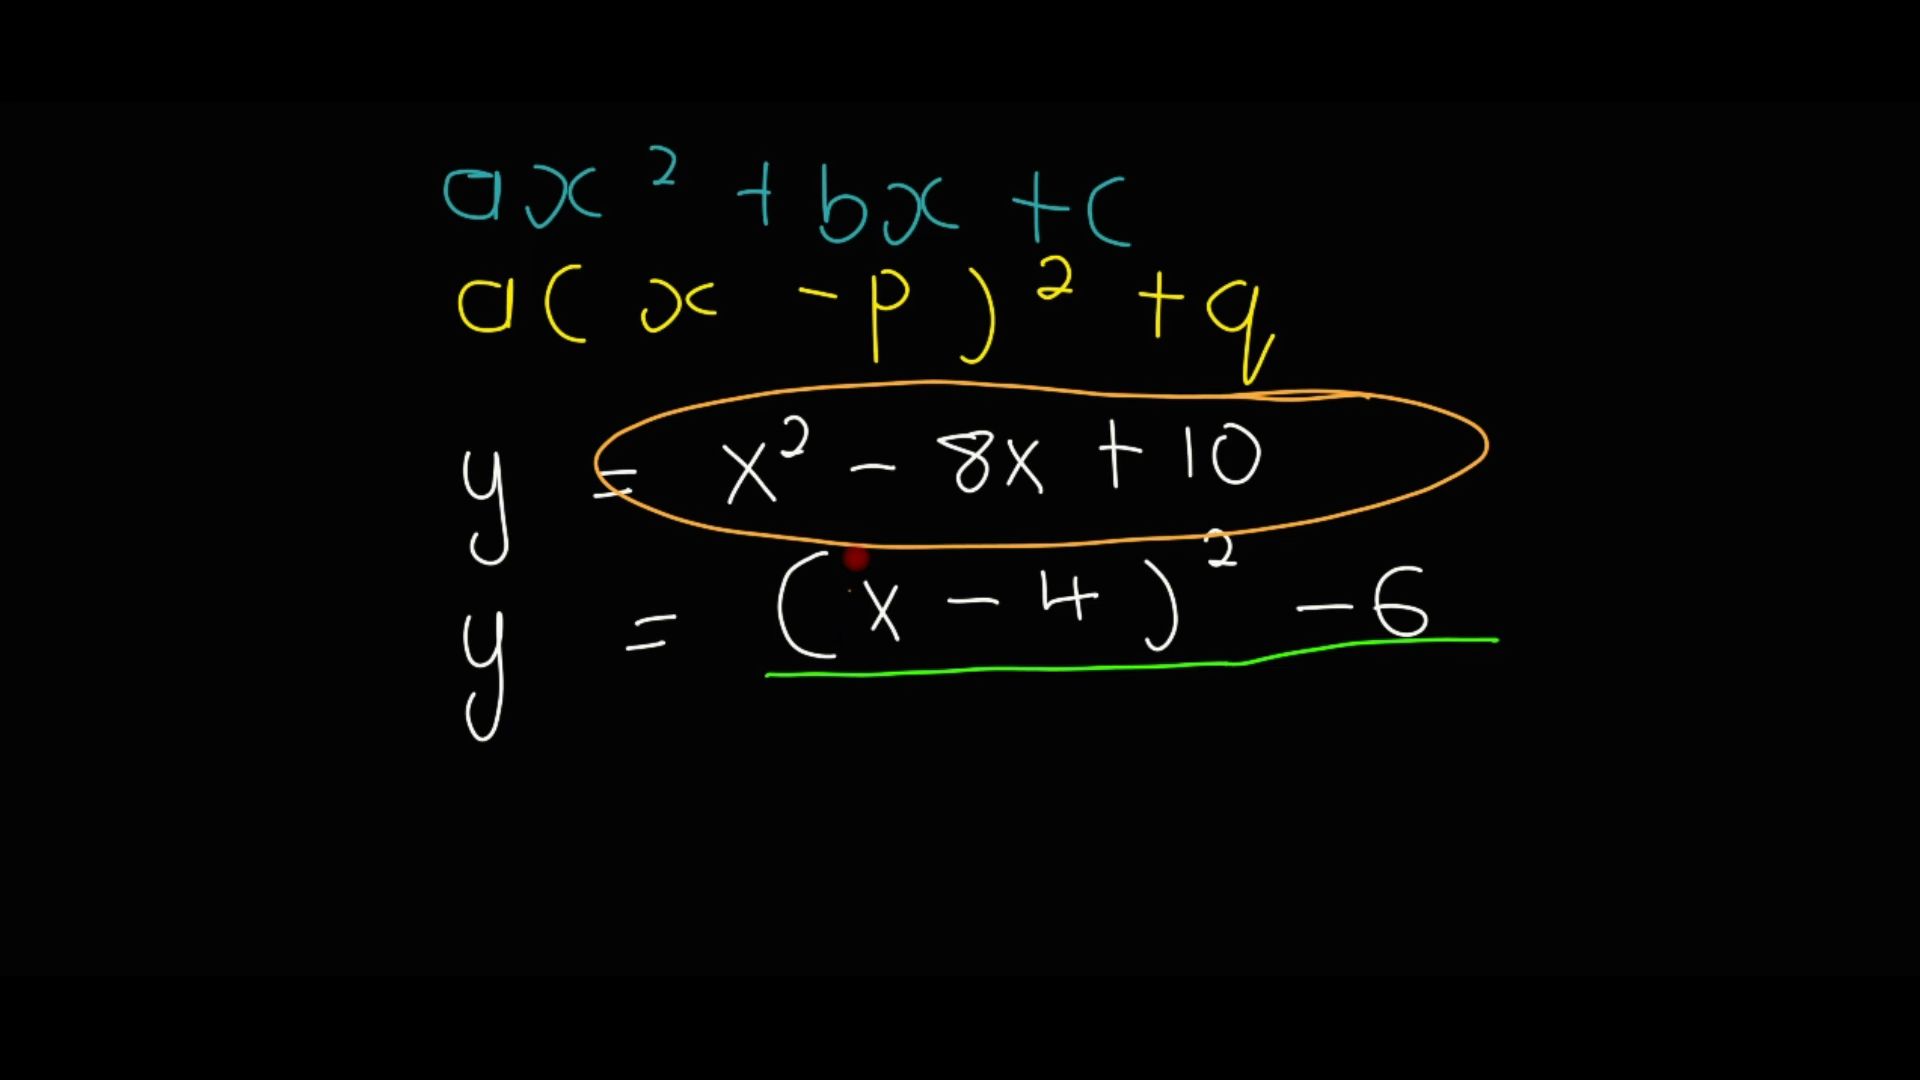 ax² + bx + c
a(x - p)² + q
y = x² - 8x + 10
y = (x - 4)² - 6